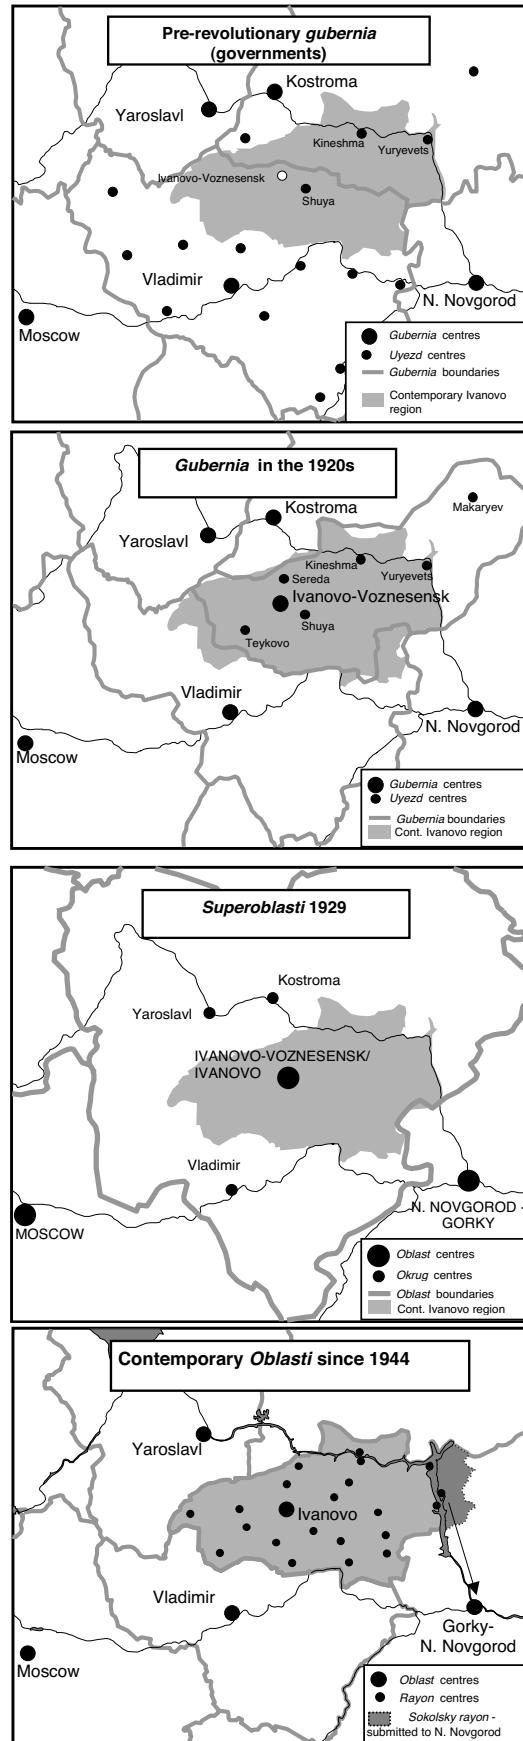 Pre-revolutionary gubernia
(governments)
Kostroma
Yaroslavl
Kineshma
Yuryevets
Ivanovo-Voznesensk
Shuya
Vladimir
N. Novgorod
Moscow
Gubernia centres
Uyezd centres
Gubernia boundaries
Contemporary Ivanovo
region
Gubernia in the 1920s
Makaryev
Kostroma
Yaroslavl
Kineshma
Yuryevets
Sereda
Ivanovo-Voznesensk
Shuya
Teykovo
Vladimir
N. Novgorod
Moscow
Gubernia centres
Uyezd centres
Gubernia boundaries
Cont. Ivanovo region
Superoblasti 1929
Kostroma
Yaroslavl
IVANOVO-VOZNESENSK/
IVANOVO
Vladimir
N. NOVGOROD -
GORKY
MOSCOW
Oblast centres
Okrug centres
Oblast boundaries
Cont. Ivanovo region
Contemporary Oblasti since 1944
Yaroslavl
Ivanovo
Vladimir
Gorky-
N. Novgorod
Moscow
Oblast centres
Rayon centres
Sokolsky rayon -
submitted to N. Novgorod